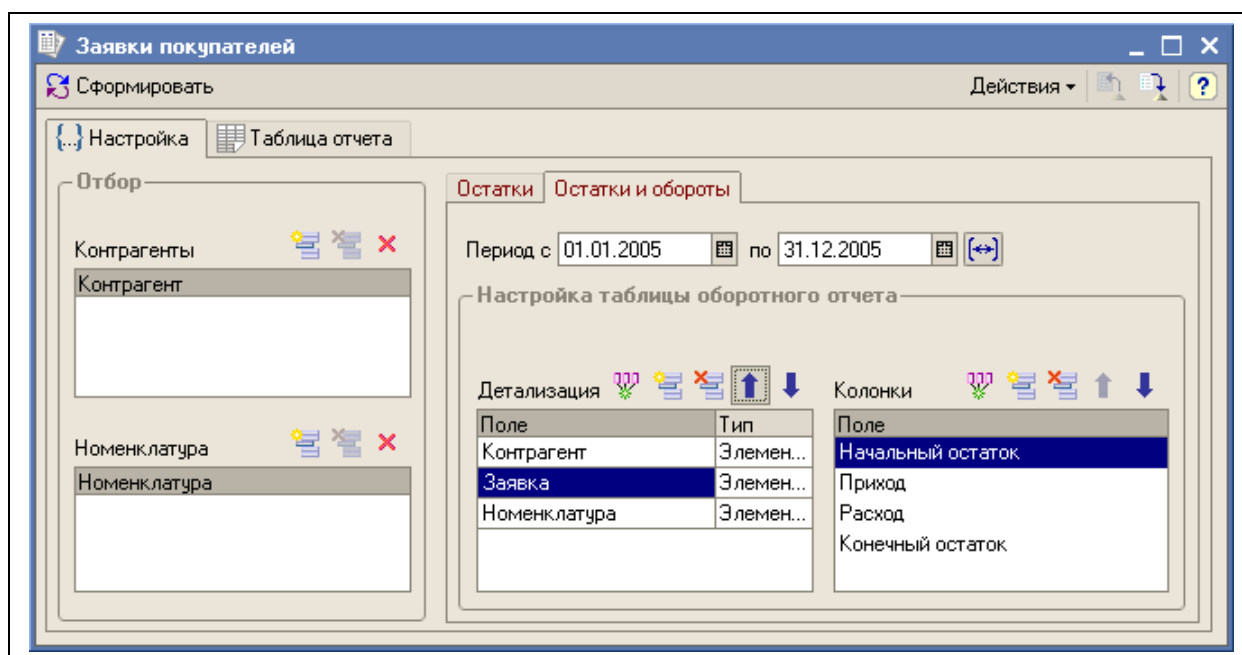 Заявки покупателей
Сформировать
Действия
?
{...} Настройка
Таблица отчета
Отбор
Контрагенты
Контрагент
Номенклатура
Номенклатура
Остатки
Остатки и обороты
Период с 01.01.2005 по 31.12.2005
Настройка таблицы оборотного отчета
Детализация
Поле Тип
Контрагент Элемен...
Заявка Элемен...
Номенклатура Элемен...
Колонки
Поле
Начальный остаток
Приход
Расход
Конечный остаток